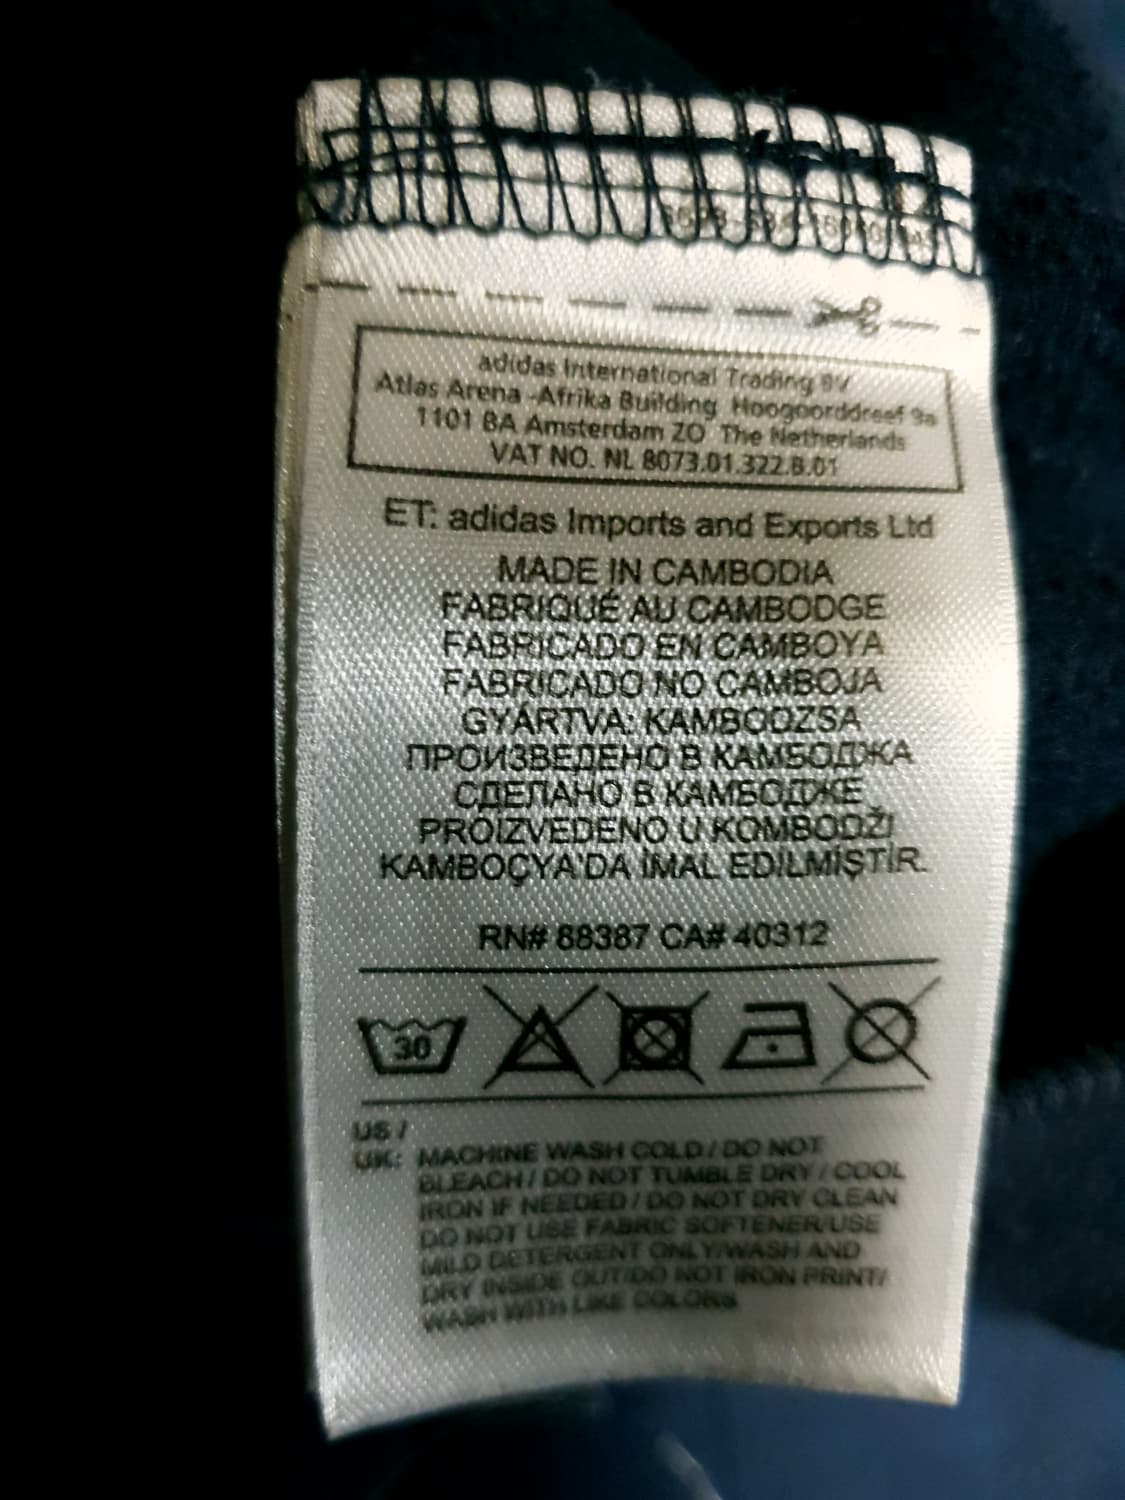 adidas International Trading BV
Atlas Arena -Afrika Building Hoogoorddreef 9a
1101 BA Amsterdam ZO The Netherlands
VAT NO. NL 8073.01.322.B.01
ET: adidas Imports and Exports Ltd
MADE IN CAMBODIA
FABRIQUÉ AU CAMBODGE
FABRICADO EN CAMBOYA
FABRICADO NO CAMBOJA
GYÁRTVA: KAMBODZSA
ПРОИЗВЕДЕНО В КАМБОДЖА
СДЕЛАНО В КАМБОДЖЕ
PROIZVEDENO U KOMBODŽI
KAMBOÇYA'DA İMAL EDİLMİŞTİR.
RN# 88387 CA# 40312
30
US /
UK: MACHINE WASH COLD / DO NOT
BLEACH / DO NOT TUMBLE DRY / COOL
IRON IF NEEDED / DO NOT DRY CLEAN
DO NOT USE FABRIC SOFTENER/USE
MILD DETERGENT ONLY/WASH AND
DRY INSIDE OUT/DO NOT IRON PRINT/
WASH WITH LIKE COLORS